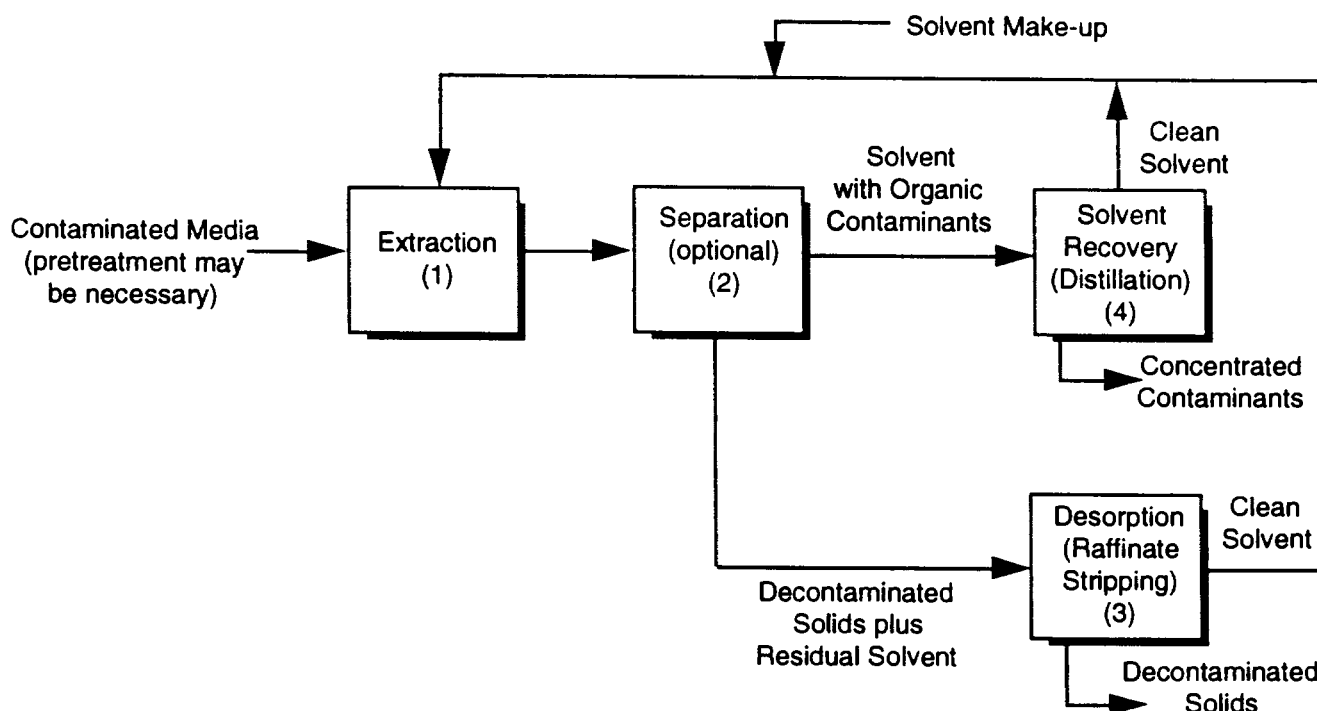 Solvent Make-up
Clean
Solvent
Solvent
with Organic
Contaminants
Contaminated Media
(pretreatment may
be necessary)
Extraction
(1)
Separation
(optional)
(2)
Solvent
Recovery
(Distillation)
(4)
Concentrated
Contaminants
Desorption
(Raffinate
Stripping)
(3)
Clean
Solvent
Decontaminated
Solids plus
Residual Solvent
Decontaminated
Solids